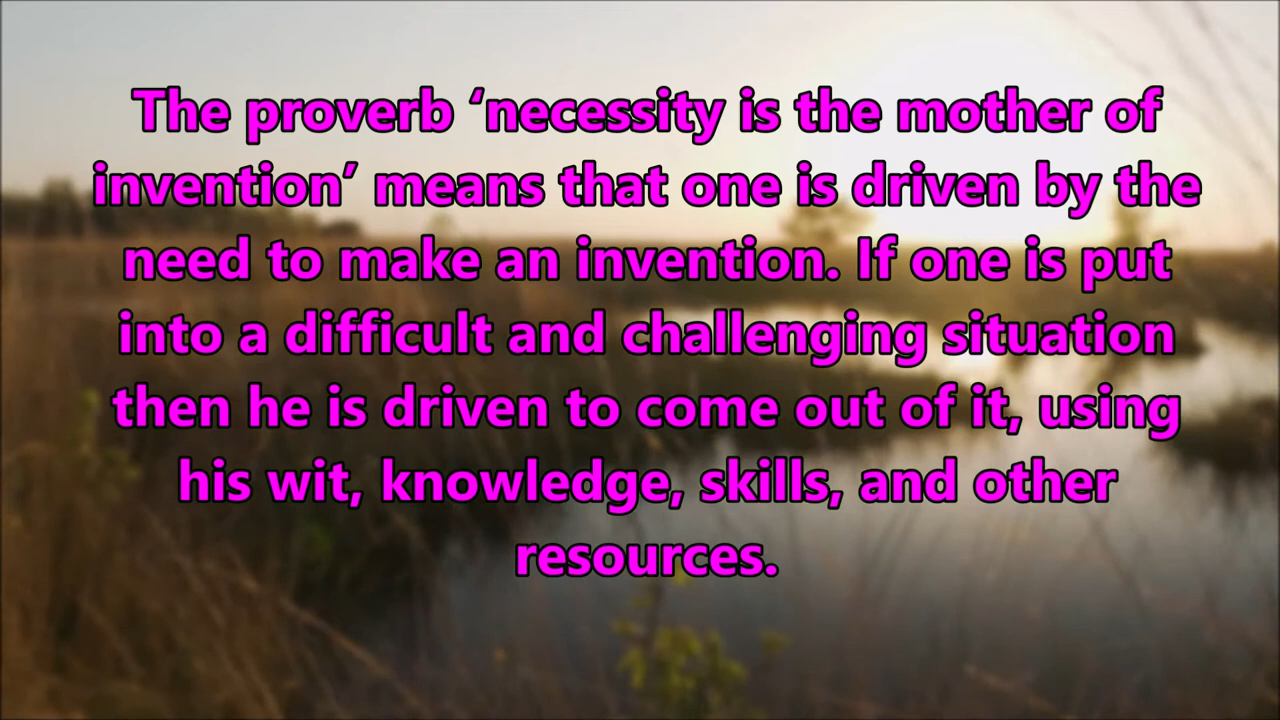 The proverb ‘necessity is the mother of
invention’ means that one is driven by the
need to make an invention. If one is put
into a difficult and challenging situation
then he is driven to come out of it, using
his wit, knowledge, skills, and other
resources.